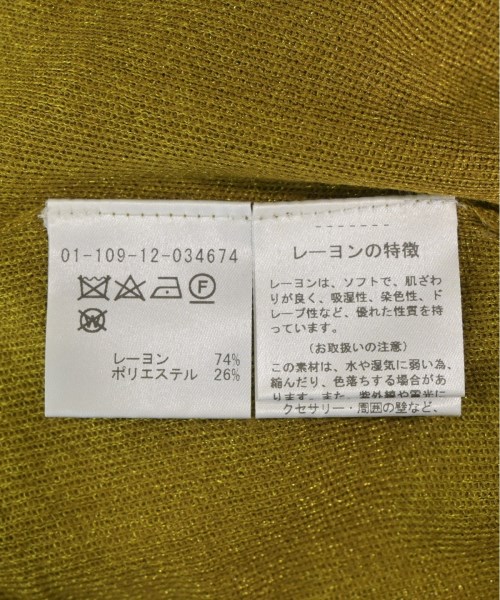 01-109-12-034674
F
W
レーヨン 74%
ポリエステル 26%
レーヨンの特徴
レーヨンは、ソフトで、肌ざわ
りが良く、吸湿性、染色性、ド
レープ性など、優れた性質を持
っています。
(お取扱いの注意)
この素材は、水や湿気に弱い為、
縮んだり、色落ちする場合があ
ります。また、紫外線や電光に
クセサリー・周囲の壁など、